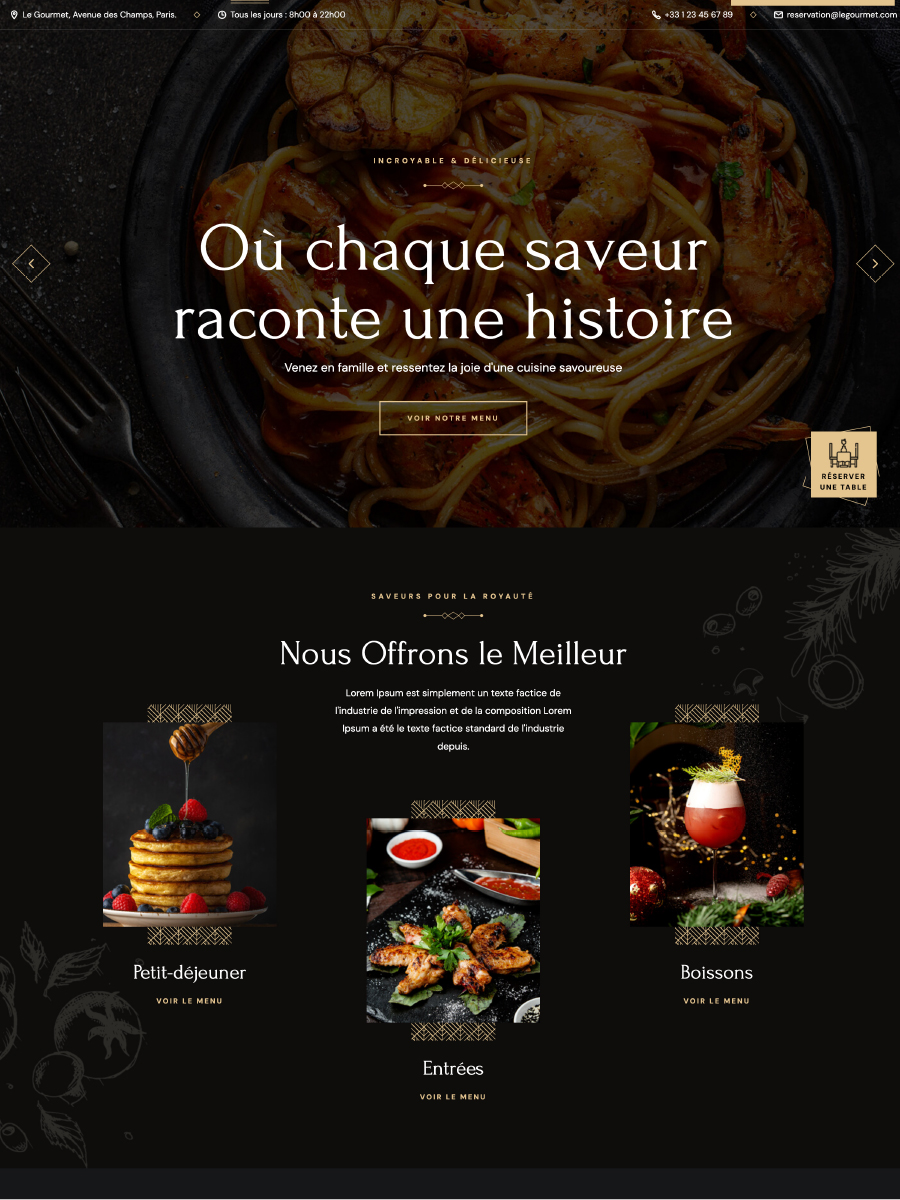 Le Gourmet, Avenue des Champs, Paris.
Tous les jours : 8h00 à 22h00
+33 1 23 45 67 89
reservation@legourmet.com
INCROYABLE & DÉLICIEUSE
Où chaque saveur
raconte une histoire
Venez en famille et ressentez la joie d'une cuisine savoureuse
VOIR NOTRE MENU
RÉSERVER
UNE TABLE
SAVEURS POUR LA ROYAUTÉ
Nous Offrons le Meilleur
Lorem Ipsum est simplement un texte factice de
l'industrie de l'impression et de la composition Lorem
Ipsum a été le texte factice standard de l'industrie
depuis.
Petit-déjeuner
VOIR LE MENU
Entrées
VOIR LE MENU
Boissons
VOIR LE MENU